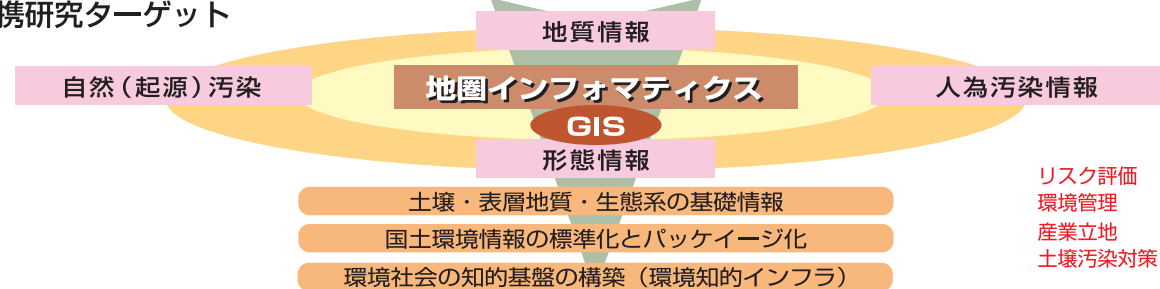 携研究ターゲット
地質情報
自然（起源）汚染
地圏インフォマティクス
人為汚染情報
GIS
形態情報
土壌・表層地質・生態系の基礎情報
国土環境情報の標準化とパッケイージ化
環境社会の知的基盤の構築（環境知的インフラ）
リスク評価
環境管理
産業立地
土壌汚染対策